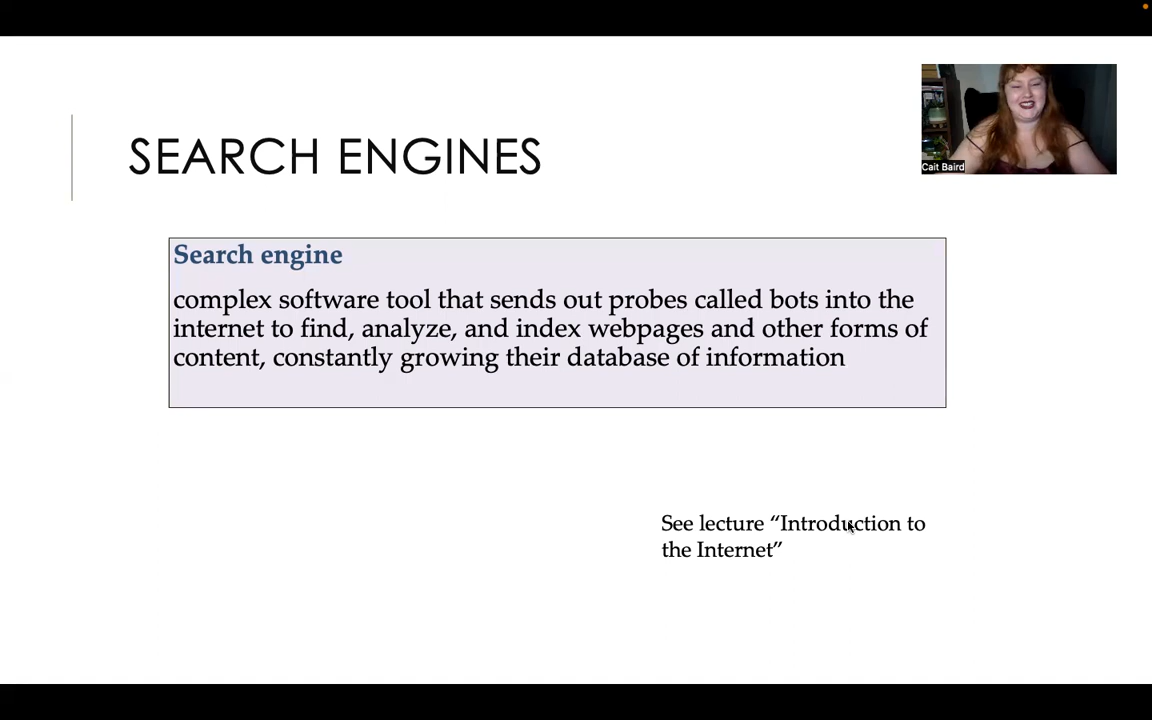 SEARCH ENGINES
Cait Baird
Search engine
complex software tool that sends out probes called bots into the
internet to find, analyze, and index webpages and other forms of
content, constantly growing their database of information
See lecture “Introduction to
the Internet”